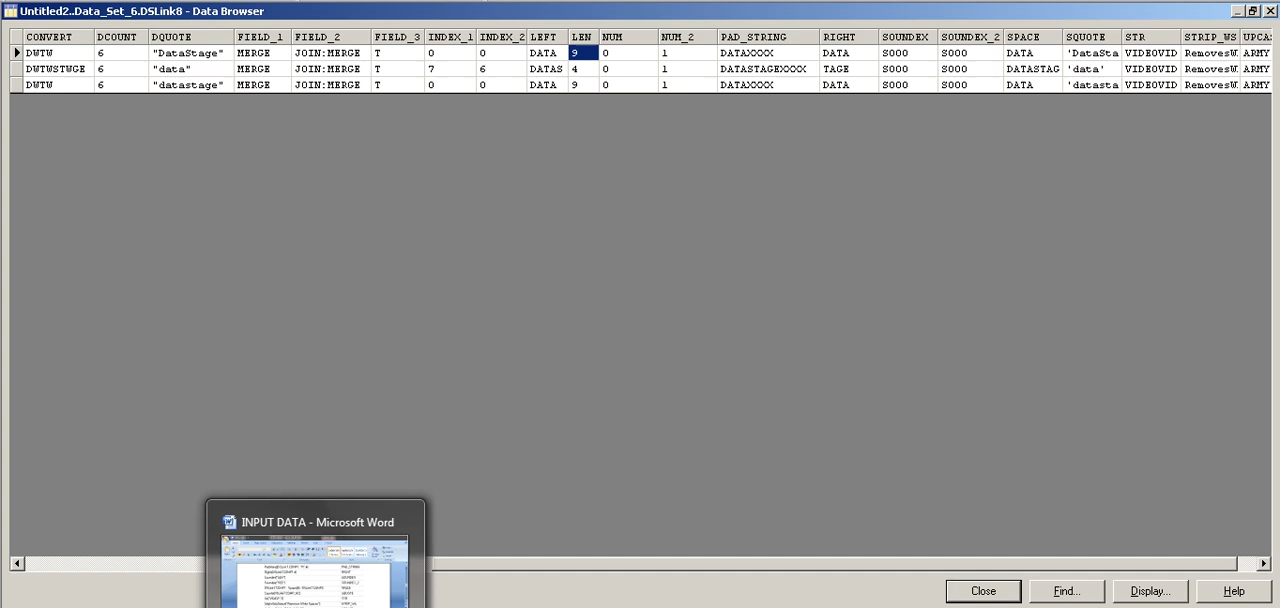 Untitled2..Data_Set_6.DSLink8 - Data Browser
CONVERT DCOUNT DQUOTE FIELD_1 FIELD_2 FIELD_3 INDEX_1 INDEX_2 LEFT LEN NUM NUM_2 PAD_STRING RIGHT SOUNDEX SOUNDEX_2 SPACE SQUOTE STR STRIP_WS UPCA
DWTW 6 "DataStage" MERGE JOIN:MERGE T 0 0 DATA 9 0 1 DATAXXXX DATA S000 S000 DATA 'DataSta VIDEOVID RemovesW ARMY
DWTWSTWGE 6 "data" MERGE JOIN:MERGE T 7 6 DATAS 4 0 1 DATASTAGEXXXX TAGE S000 S000 DATASTAG 'data' VIDEOVID RemovesW ARMY
DWTW 6 "datastage" MERGE JOIN:MERGE T 0 0 DATA 9 0 1 DATAXXXX DATA S000 S000 DATA 'datasta VIDEOVID RemovesW ARMY
INPUT DATA - Microsoft Word
Close Find... Display... Help